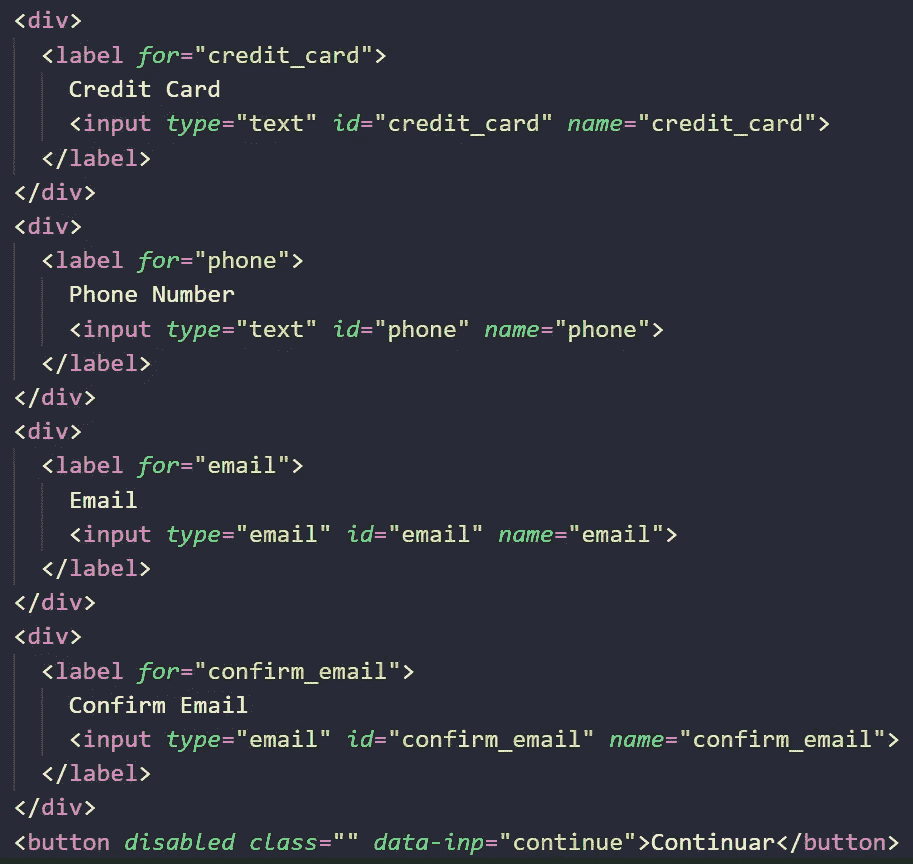 <div>
<label for="credit_card">
Credit Card
<input type="text" id="credit_card" name="credit_card">
</label>
</div>
<div>
<label for="phone">
Phone Number
<input type="text" id="phone" name="phone">
</label>
</div>
<div>
<label for="email">
Email
<input type="email" id="email" name="email">
</label>
</div>
<div>
<label for="confirm_email">
Confirm Email
<input type="email" id="confirm_email" name="confirm_email">
</label>
</div>
<button disabled class="" data-inp="continue">Continuar</button>